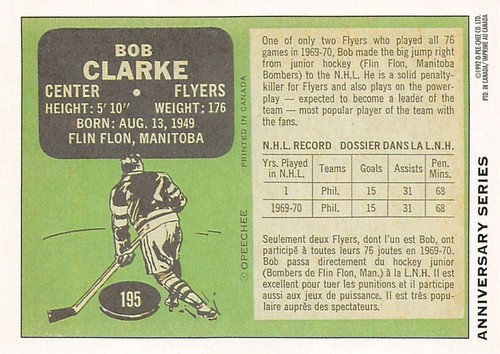 BOB
CLARKE
CENTER • FLYERS
HEIGHT: 5' 10" WEIGHT: 176
BORN: AUG. 13, 1949
FLIN FLON, MANITOBA
195
© OPEECHEE PRINTED IN CANADA
One of only two Flyers who played all 76
games in 1969-70, Bob made the big jump right
from junior hockey (Flin Flon, Manitoba
Bombers) to the N.H.L. He is a solid penalty-
killer for Flyers and also plays on the power-
play — expected to become a leader of the
team — most popular player of the team with
the fans.
N.H.L. RECORD DOSSIER DANS LA L.N.H.
Yrs. Played in N.H.L. Teams Goals Assists Pen. Mins.
1 Phil. 15 31 68
1969-70 Phil. 15 31 68
Seulement deux Flyers, dont l'un est Bob, ont
participé à toutes leurs 76 joutes en 1969-70.
Bob passa directement du hockey junior
(Bombers de Flin Flon, Man.) à la L.N.H. Il est
excellent pour tuer les punitions et il participe
aussi aux jeux de puissance. Il est très popu-
laire auprès des spectateurs.
©1992 O-PEE-CHEE CO. LTD.
PTD. IN CANADA/IMPRIMÉ AU CANADA
ANNIVERSARY SERIES